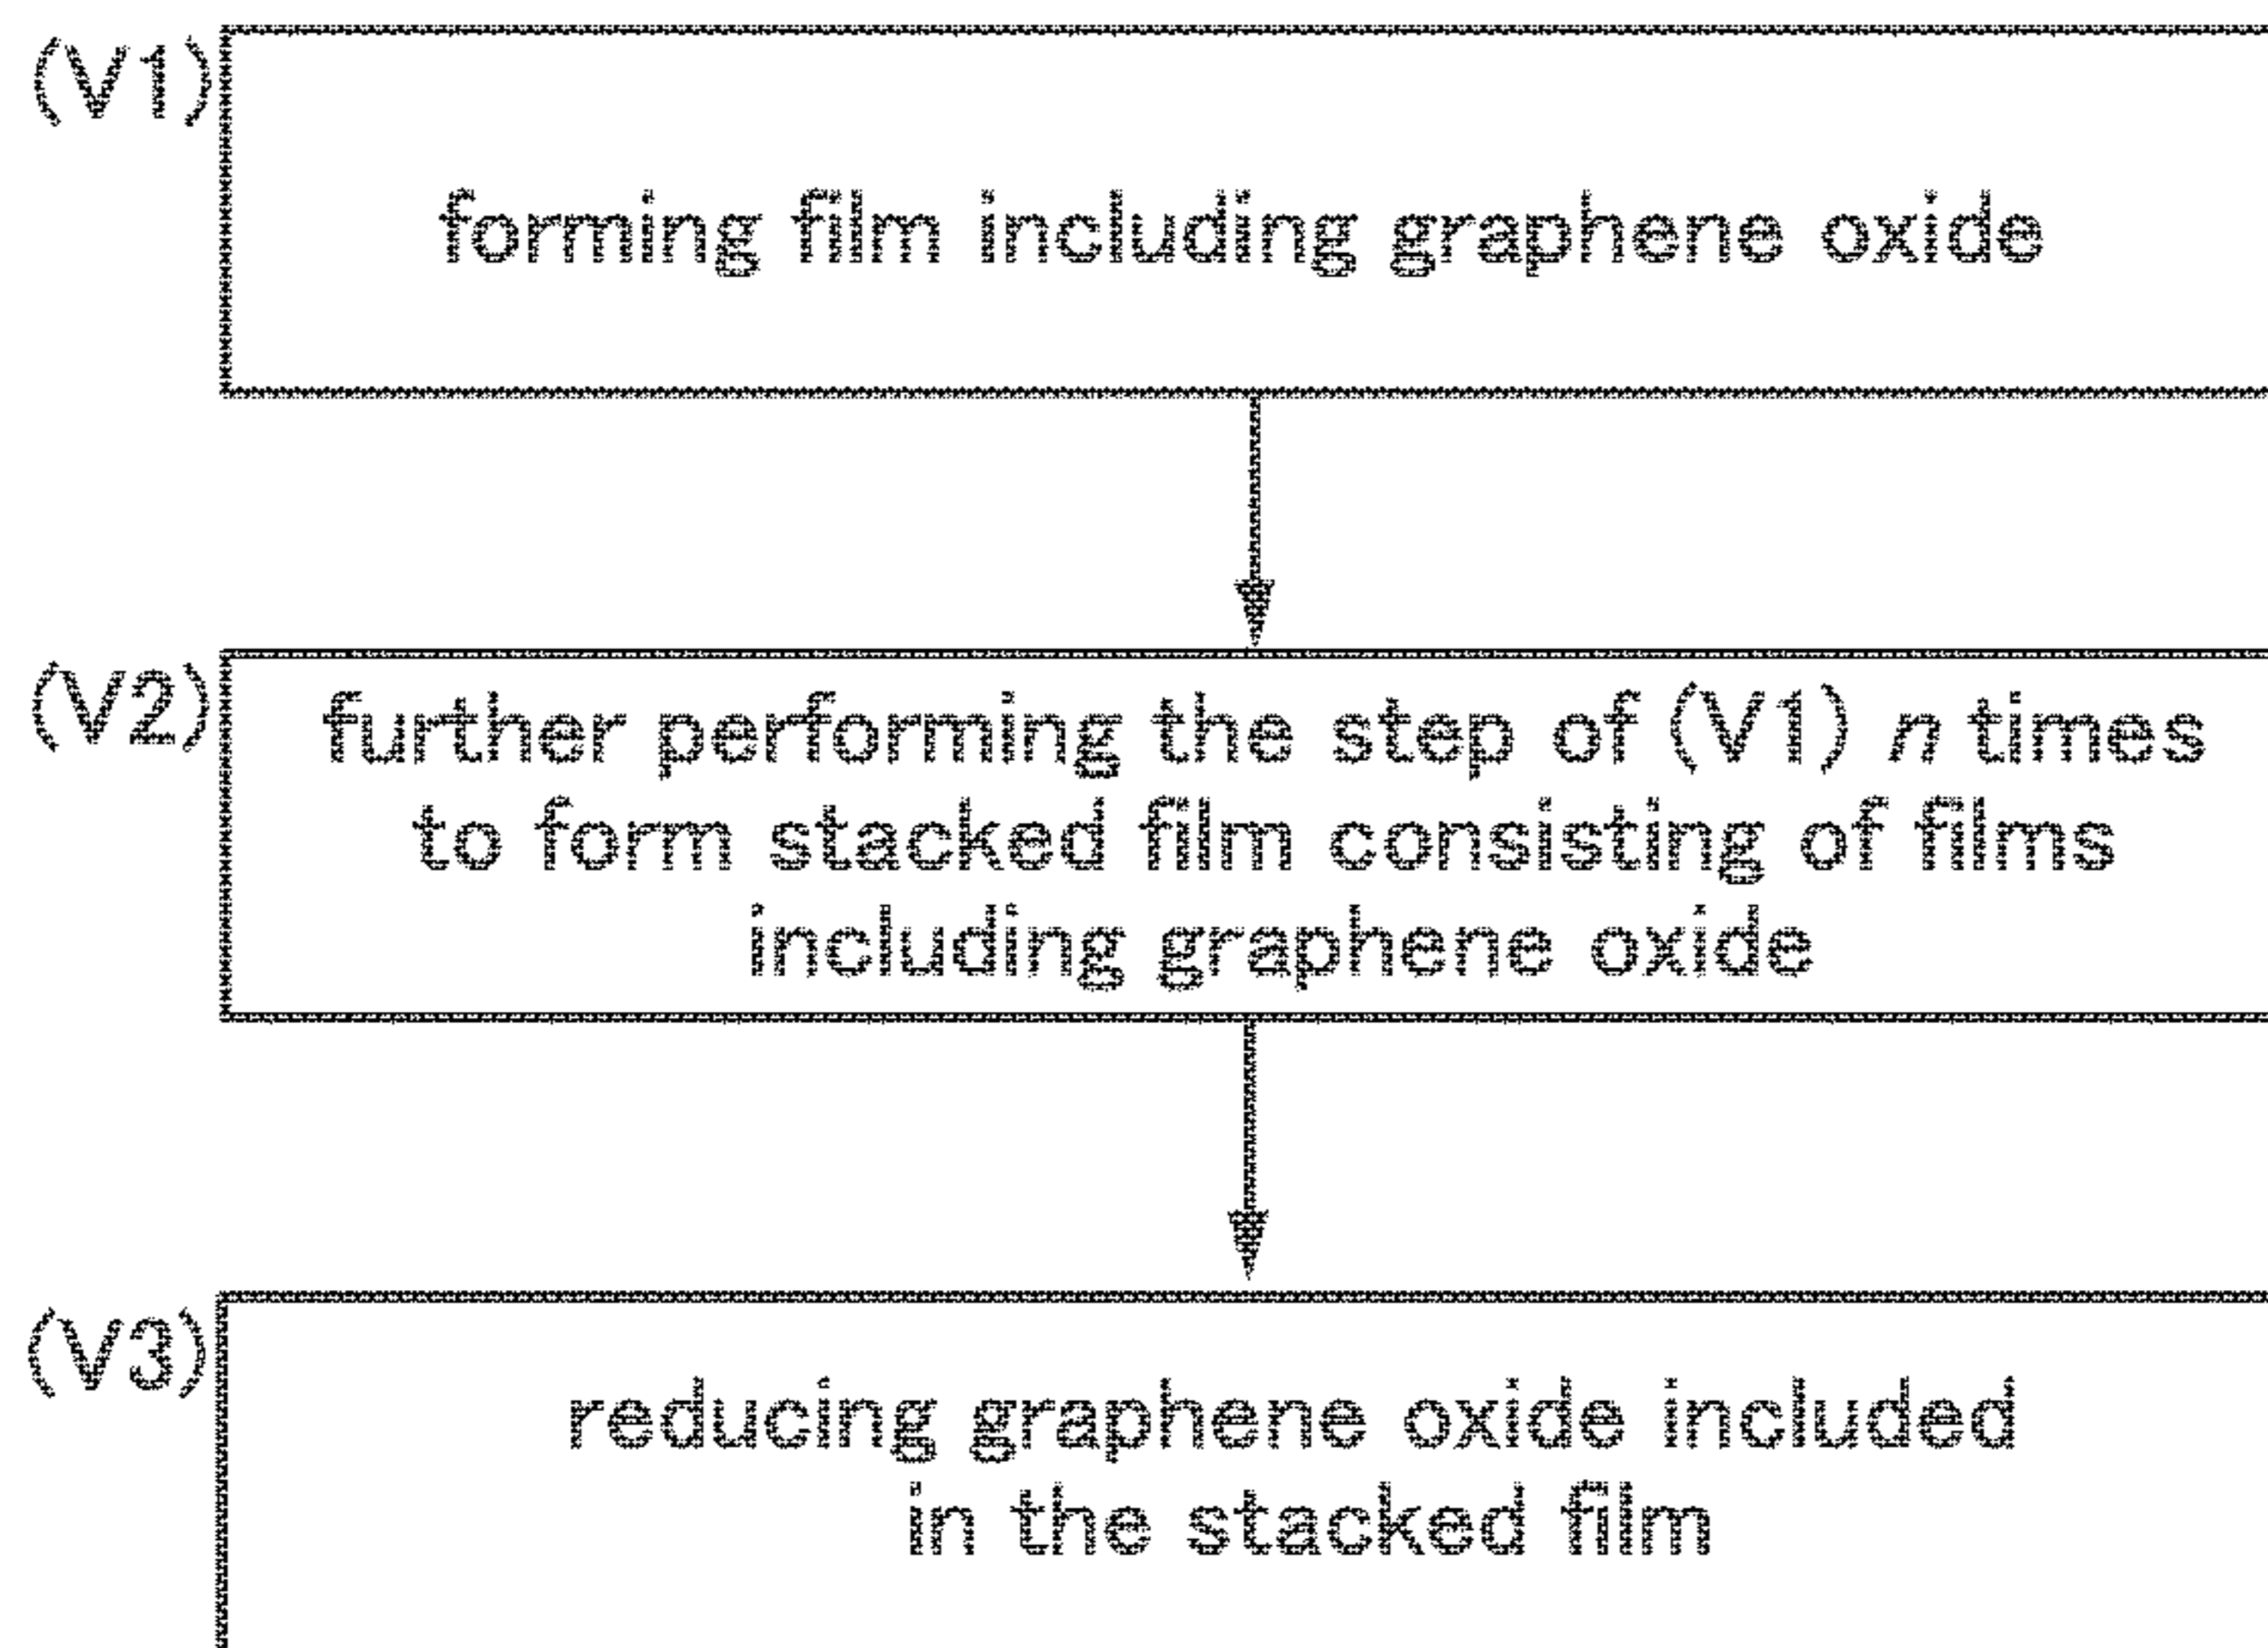 (V1)
forming film including graphene oxide
(V2)
further performing the step of (V1) n times
to form stacked film consisting of films
including graphene oxide
(V3)
reducing graphene oxide included
in the stacked film